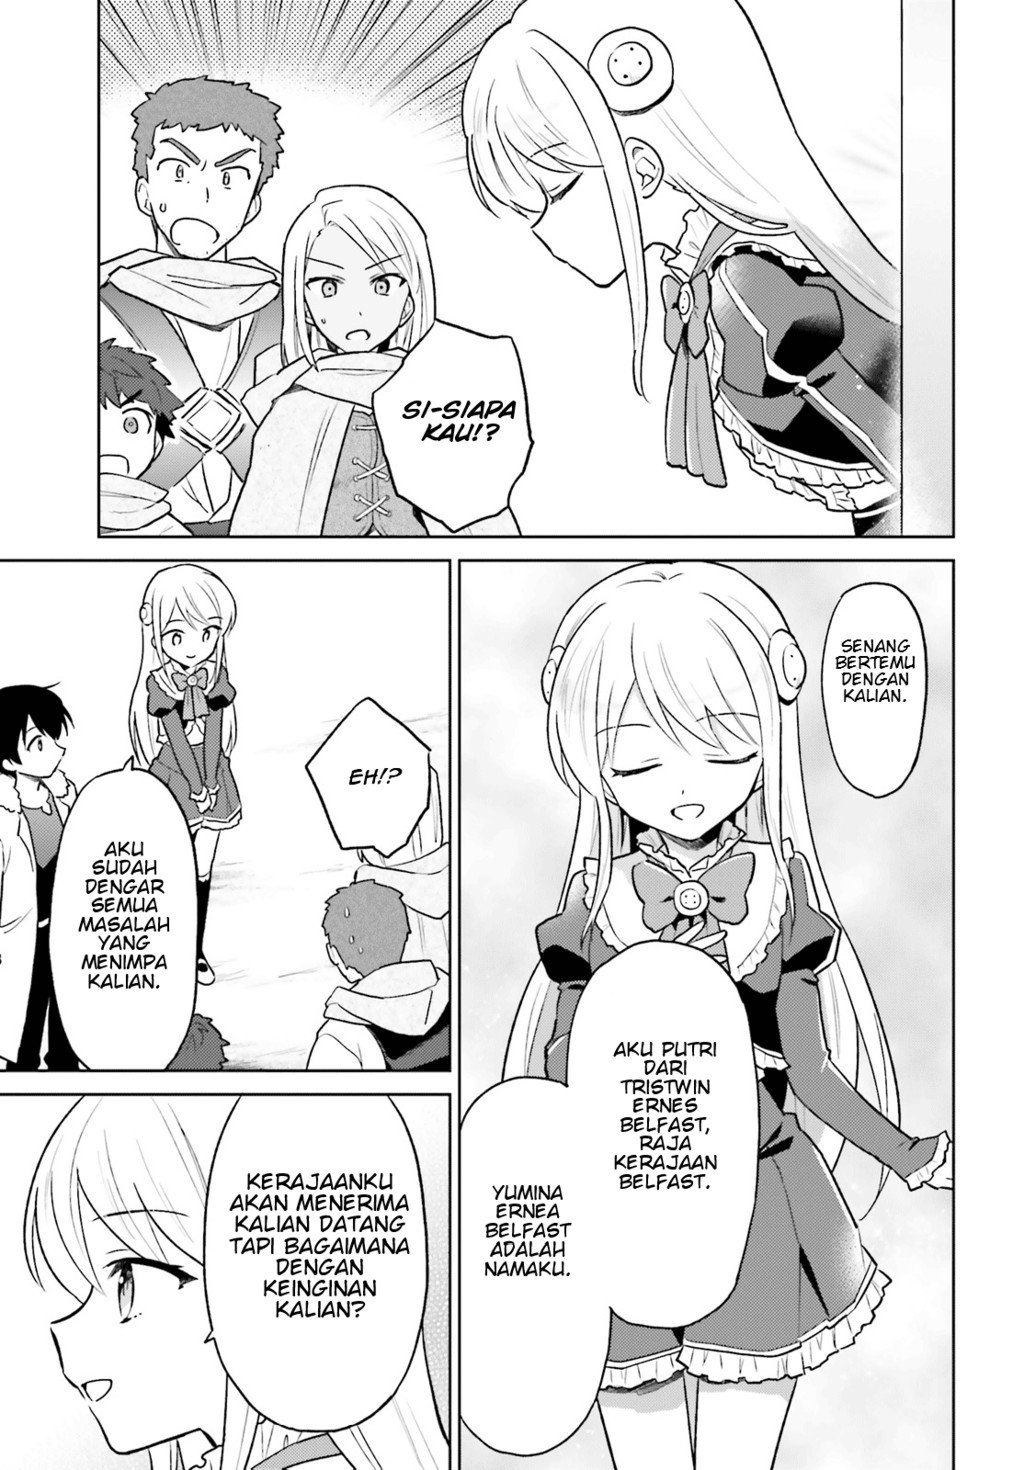 SI-SIAPA
KAU!?
SENANG
BERTEMU
DENGAN
KALIAN.
AKU PUTRI
DARI
TRISTWIN
ERNES
BELFAST,
RAJA
KERAJAAN
BELFAST.
YUMINA
ERNEA
BELFAST
ADALAH
NAMAKU.
EH!?
AKU
SUDAH
DENGAR
SEMUA
MASALAH
YANG
MENIMPA
KALIAN.
KERAJAANKU
AKAN MENERIMA
KALIAN DATANG
TAPI BAGAIMANA
DENGAN
KEINGINAN
KALIAN?